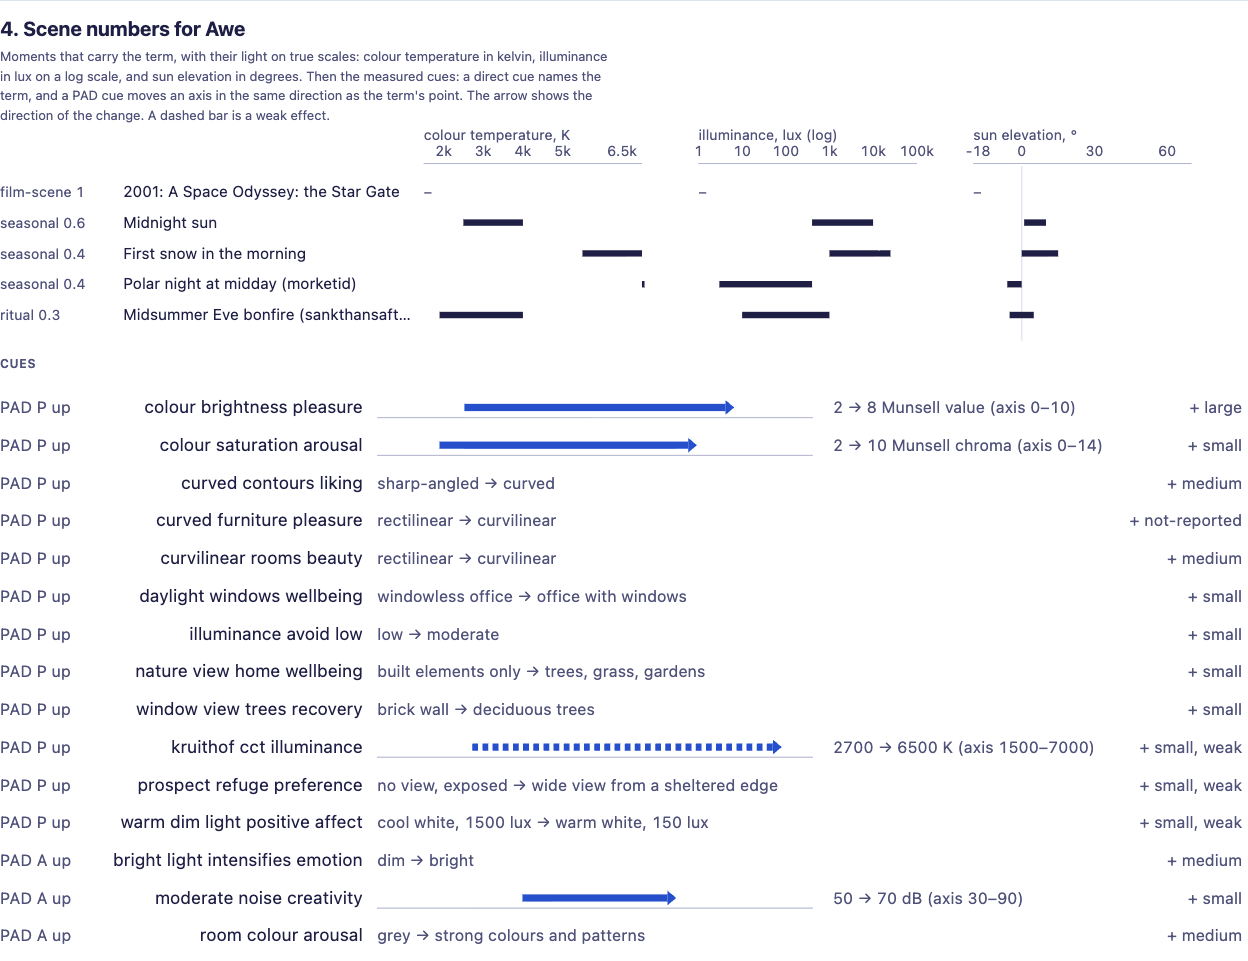 4. Scene numbers for Awe
Moments that carry the term, with their light on true scales: colour temperature in kelvin, illuminance
in lux on a log scale, and sun elevation in degrees. Then the measured cues: a direct cue names the
term, and a PAD cue moves an axis in the same direction as the term's point. The arrow shows the
direction of the change. A dashed bar is a weak effect.
colour temperature, K illuminance, lux (log) sun elevation, °
2k 3k 4k 5k 6.5k 1 10 100 1k 10k 100k -18 0 30 60
film-scene 1 2001: A Space Odyssey: the Star Gate – – –
seasonal 0.6 Midnight sun
seasonal 0.4 First snow in the morning
seasonal 0.4 Polar night at midday (morketid)
ritual 0.3 Midsummer Eve bonfire (sankthansaft...
CUES
PAD P up colour brightness pleasure 2 → 8 Munsell value (axis 0–10) + large
PAD P up colour saturation arousal 2 → 10 Munsell chroma (axis 0–14) + small
PAD P up curved contours liking sharp-angled → curved + medium
PAD P up curved furniture pleasure rectilinear → curvilinear + not-reported
PAD P up curvilinear rooms beauty rectilinear → curvilinear + medium
PAD P up daylight windows wellbeing windowless office → office with windows + small
PAD P up illuminance avoid low low → moderate + small
PAD P up nature view home wellbeing built elements only → trees, grass, gardens + small
PAD P up window view trees recovery brick wall → deciduous trees + small
PAD P up kruithof cct illuminance 2700 → 6500 K (axis 1500–7000) + small, weak
PAD P up prospect refuge preference no view, exposed → wide view from a sheltered edge + small, weak
PAD P up warm dim light positive affect cool white, 1500 lux → warm white, 150 lux + small, weak
PAD A up bright light intensifies emotion dim → bright + medium
PAD A up moderate noise creativity 50 → 70 dB (axis 30–90) + small
PAD A up room colour arousal grey → strong colours and patterns + medium